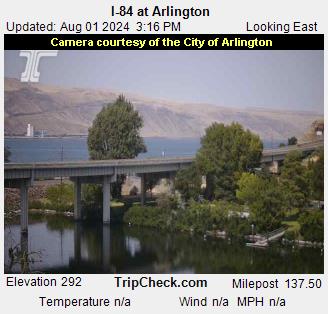 I-84 at Arlington
Updated: Aug 01 2024 3:16 PM Looking East
Camera courtesy of the City of Arlington
Elevation 292 TripCheck.com Milepost 137.50
Temperature n/a Wind n/a MPH n/a